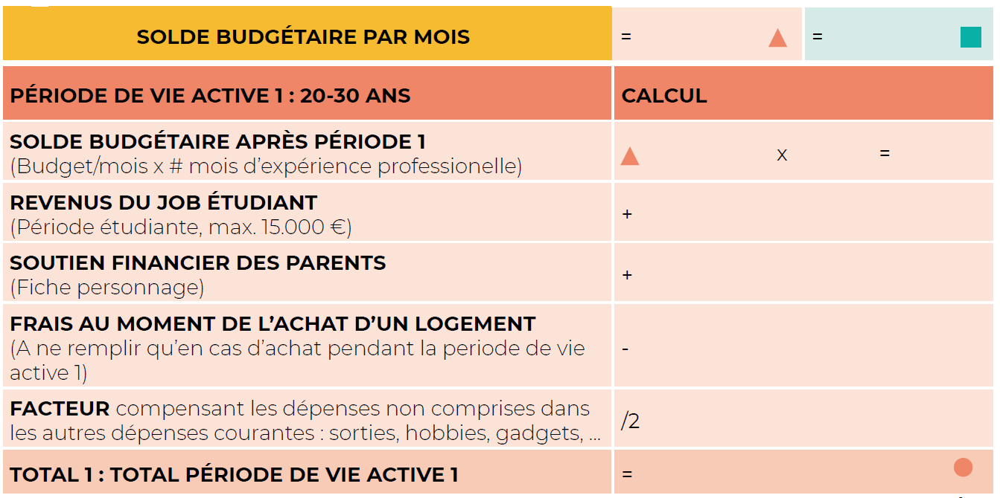 SOLDE BUDGÉTAIRE PAR MOIS = =
PÉRIODE DE VIE ACTIVE 1 : 20-30 ANS CALCUL
SOLDE BUDGÉTAIRE APRÈS PÉRIODE 1
(Budget/mois x # mois d’expérience professionelle) x =
REVENUS DU JOB ÉTUDIANT
(Période étudiante, max. 15.000 €) +
SOUTIEN FINANCIER DES PARENTS
(Fiche personnage) +
FRAIS AU MOMENT DE L’ACHAT D’UN LOGEMENT
(A ne remplir qu’en cas d’achat pendant la periode de vie -
active 1)
FACTEUR compensant les dépenses non comprises dans
les autres dépenses courantes : sorties, hobbies, gadgets, ... /2
TOTAL 1 : TOTAL PÉRIODE DE VIE ACTIVE 1 =